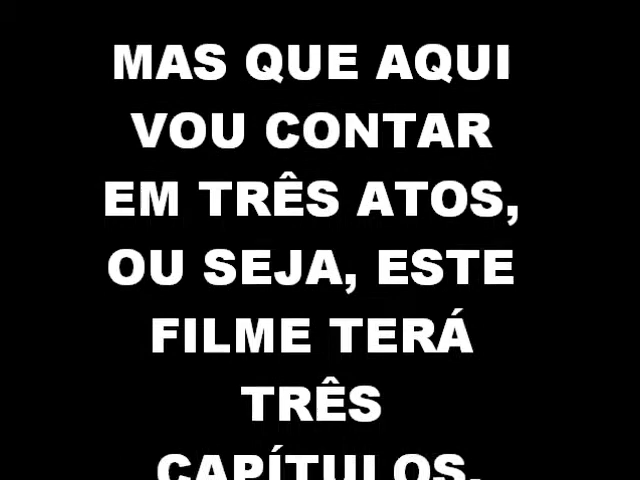 MAS QUE AQUI
VOU CONTAR
EM TRÊS ATOS,
OU SEJA, ESTE
FILME TERÁ
TRÊS
CAPÍTULOS.